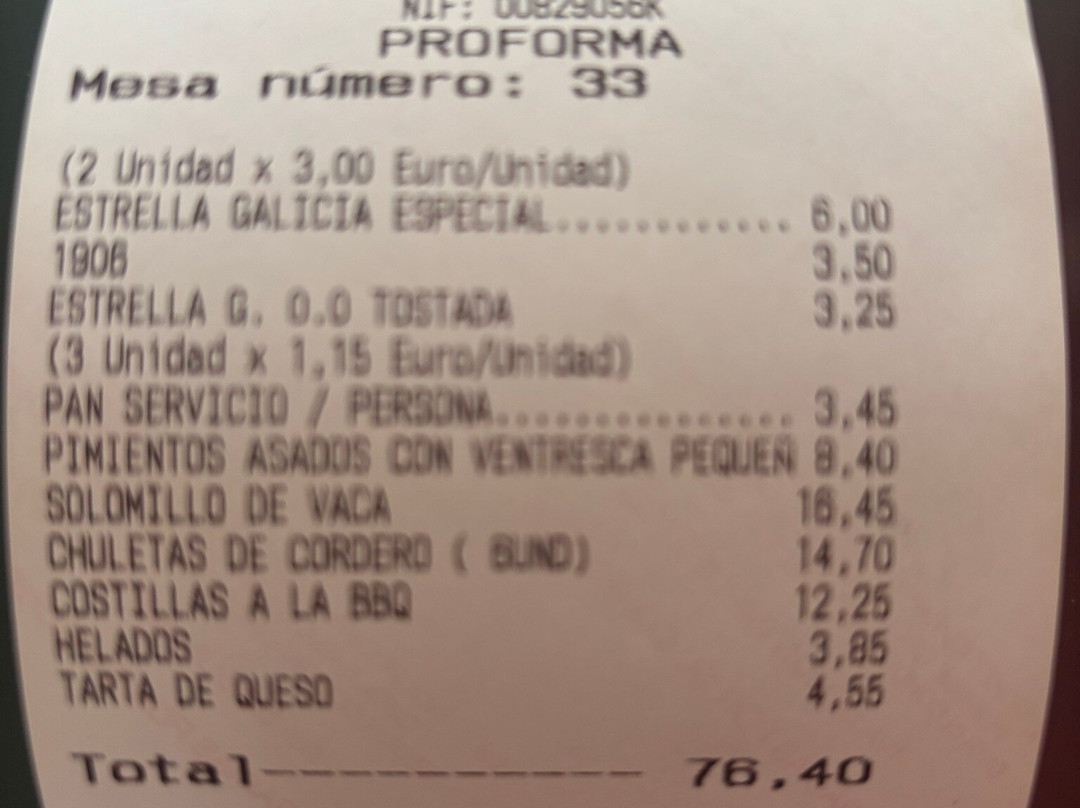 PROFORMA
Mesa número: 33
(2 Unidad x 3,00 Euro/Unidad)
ESTRELLA GALICIA ESPECIAL............. 6,00
1906 3,50
ESTRELLA G. 0.0 TOSTADA 3,25
(3 Unidad x 1,15 Euro/Unidad)
PAN SERVICIO / PERSONA................ 3,45
PIMIENTOS ASADOS CON VENTRESCA PEQUEÑ 8,40
SOLOMILLO DE VACA 16,45
CHULETAS DE CORDERO ( 6UND) 14,70
COSTILLAS A LA BBQ 12,25
HELADOS 3,85
TARTA DE QUESO 4,55
Total----------- 76,40